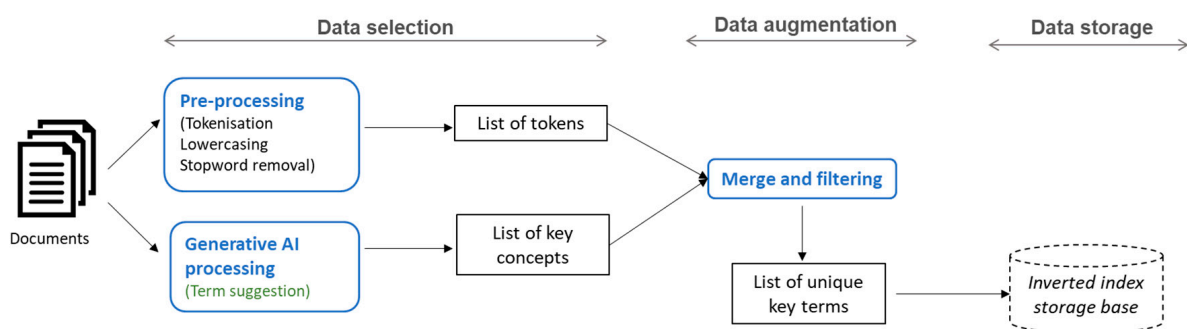 Data selection
Data augmentation
Data storage
Documents
Pre-processing
(Tokenisation
Lowercasing
Stopword removal)
List of tokens
Generative AI
processing
(Term suggestion)
List of key
concepts
Merge and filtering
List of unique
key terms
Inverted index
storage base